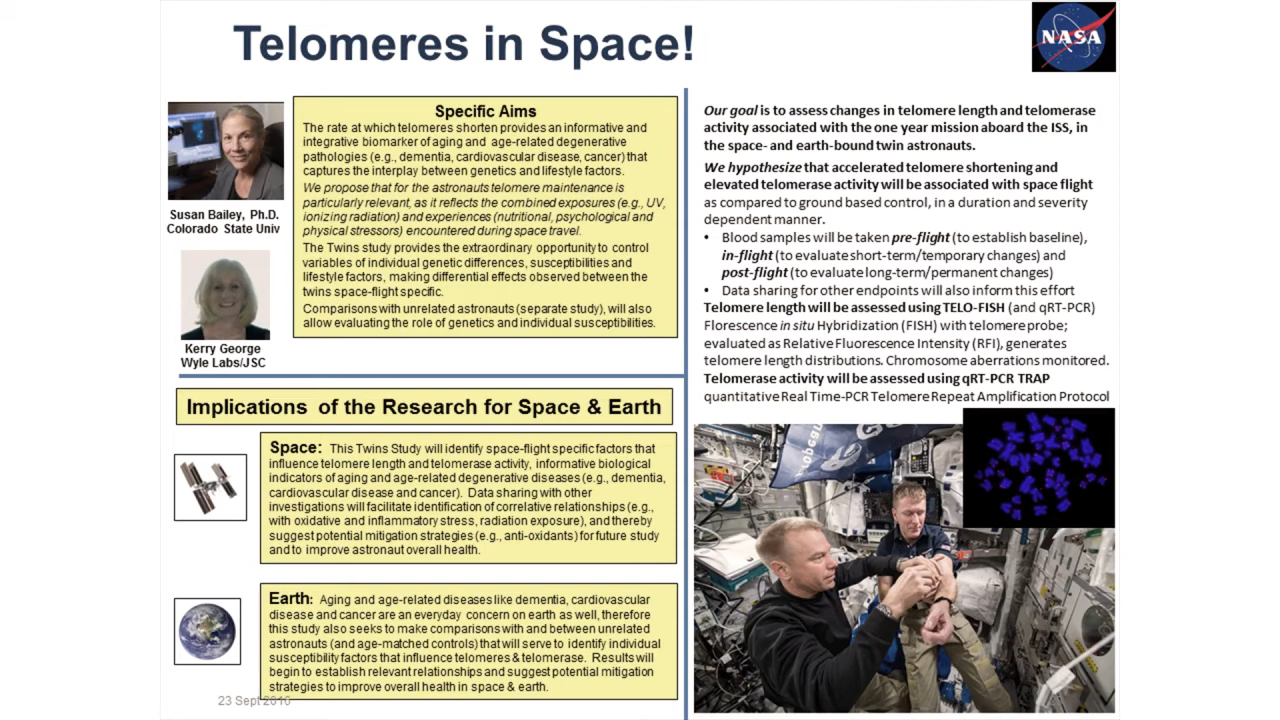 Telomeres in Space!
NASA
Susan Bailey, Ph.D.
Colorado State Univ
Kerry George
Wyle Labs/JSC
Specific Aims
The rate at which telomeres shorten provides an informative and
integrative biomarker of aging and age-related degenerative
pathologies (e.g., dementia, cardiovascular disease, cancer) that
captures the interplay between genetics and lifestyle factors.
We propose that for the astronauts telomere maintenance is
particularly relevant, as it reflects the combined exposures (e.g., UV,
ionizing radiation) and experiences (nutritional, psychological and
physical stressors) encountered during space travel.
The Twins study provides the extraordinary opportunity to control
variables of individual genetic differences, susceptibilities and
lifestyle factors, making differential effects observed between the
twins space-flight specific.
Comparisons with unrelated astronauts (separate study), will also
allow evaluating the role of genetics and individual susceptibilities.
Implications of the Research for Space & Earth
Space: This Twins Study will identify space-flight specific factors that
influence telomere length and telomerase activity, informative biological
indicators of aging and age-related degenerative diseases (e.g., dementia,
cardiovascular disease and cancer). Data sharing with other
investigations will facilitate identification of correlative relationships (e.g.,
with oxidative and inflammatory stress, radiation exposure), and thereby
suggest potential mitigation strategies (e.g., anti-oxidants) for future study
and to improve astronaut overall health.
Earth: Aging and age-related diseases like dementia, cardiovascular
disease and cancer are an everyday concern on earth as well, therefore
this study also seeks to make comparisons with and between unrelated
astronauts (and age-matched controls) that will serve to identify individual
susceptibility factors that influence telomeres & telomerase. Results will
begin to establish relevant relationships and suggest potential mitigation
strategies to improve overall health in space & earth.
23 Sept 2016
Our goal is to assess changes in telomere length and telomerase
activity associated with the one year mission aboard the ISS, in
the space- and earth-bound twin astronauts.
We hypothesize that accelerated telomere shortening and
elevated telomerase activity will be associated with space flight
as compared to ground based control, in a duration and severity
dependent manner.
• Blood samples will be taken pre-flight (to establish baseline),
in-flight (to evaluate short-term/temporary changes) and
post-flight (to evaluate long-term/permanent changes)
• Data sharing for other endpoints will also inform this effort
Telomere length will be assessed using TELO-FISH (and qRT-PCR)
Florescence in situ Hybridization (FISH) with telomere probe;
evaluated as Relative Fluorescence Intensity (RFI), generates
telomere length distributions. Chromosome aberrations monitored.
Telomerase activity will be assessed using qRT-PCR TRAP
quantitative Real Time-PCR Telomere Repeat Amplification Protocol